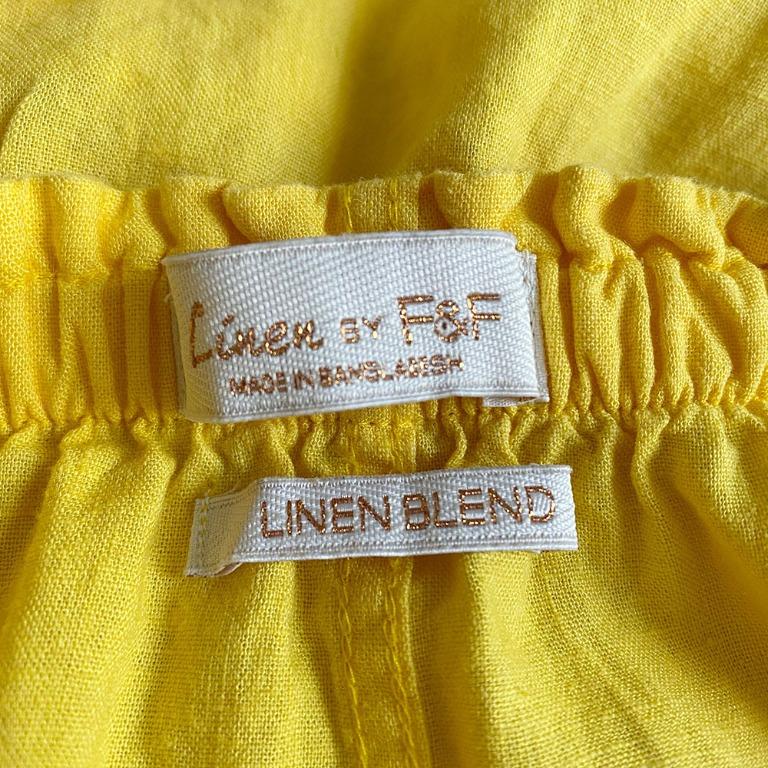 Linen BY F&F
MADE IN BANGLADESH
LINEN BLEND